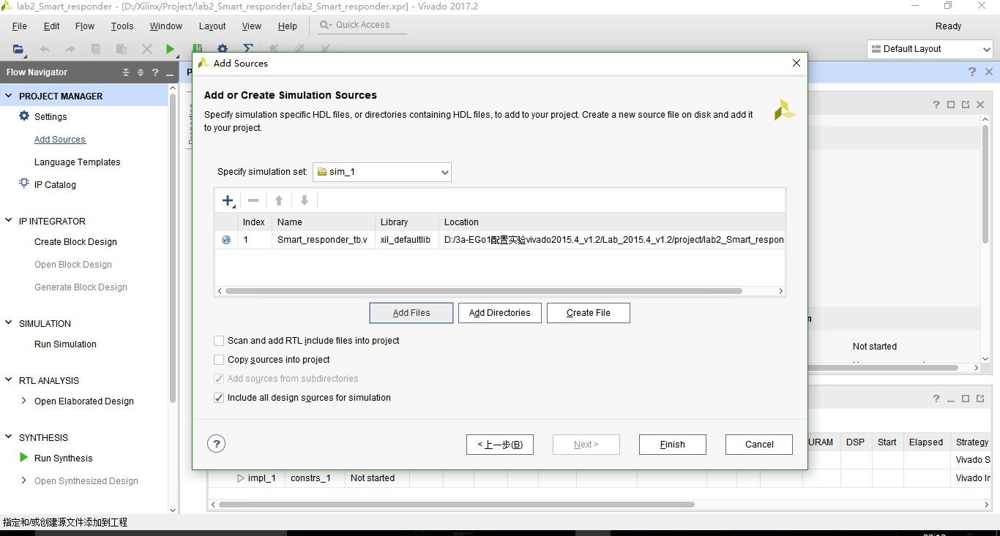 lab2_Smart_responder - [D:/Xilinx/Project/lab2_Smart_responder/lab2_Smart_responder.xpr] - Vivado 2017.2
File Edit Flow Tools Window Layout View Help Quick Access Ready
Default Layout
Flow Navigator
PROJECT MANAGER
Settings
Add Sources
Language Templates
IP Catalog
IP INTEGRATOR
Create Block Design
Open Block Design
Generate Block Design
SIMULATION
Run Simulation
RTL ANALYSIS
Open Elaborated Design
SYNTHESIS
Run Synthesis
Open Synthesized Design
Add Sources
Add or Create Simulation Sources
Specify simulation specific HDL files, or directories containing HDL files, to add to your project. Create a new source file on disk and add it
to your project.
Specify simulation set: sim_1
Index Name Library Location
1 Smart_responder_tb.v xil_defaultlib D:/3a-EGo1配置实验vivado2015.4_v1.2/Lab_2015.4_v1.2/project/lab2_Smart_respon
Add Files Add Directories Create File
Scan and add RTL include files into project
Copy sources into project
Add sources from subdirectories
Include all design sources for simulation
? < 上一步(B) Next > Finish Cancel
Not started
URAM DSP Start Elapsed Strategy
Vivado S
impl_1 constrs_1 Not started Vivado In
指定和/或创建源文件添加到工程